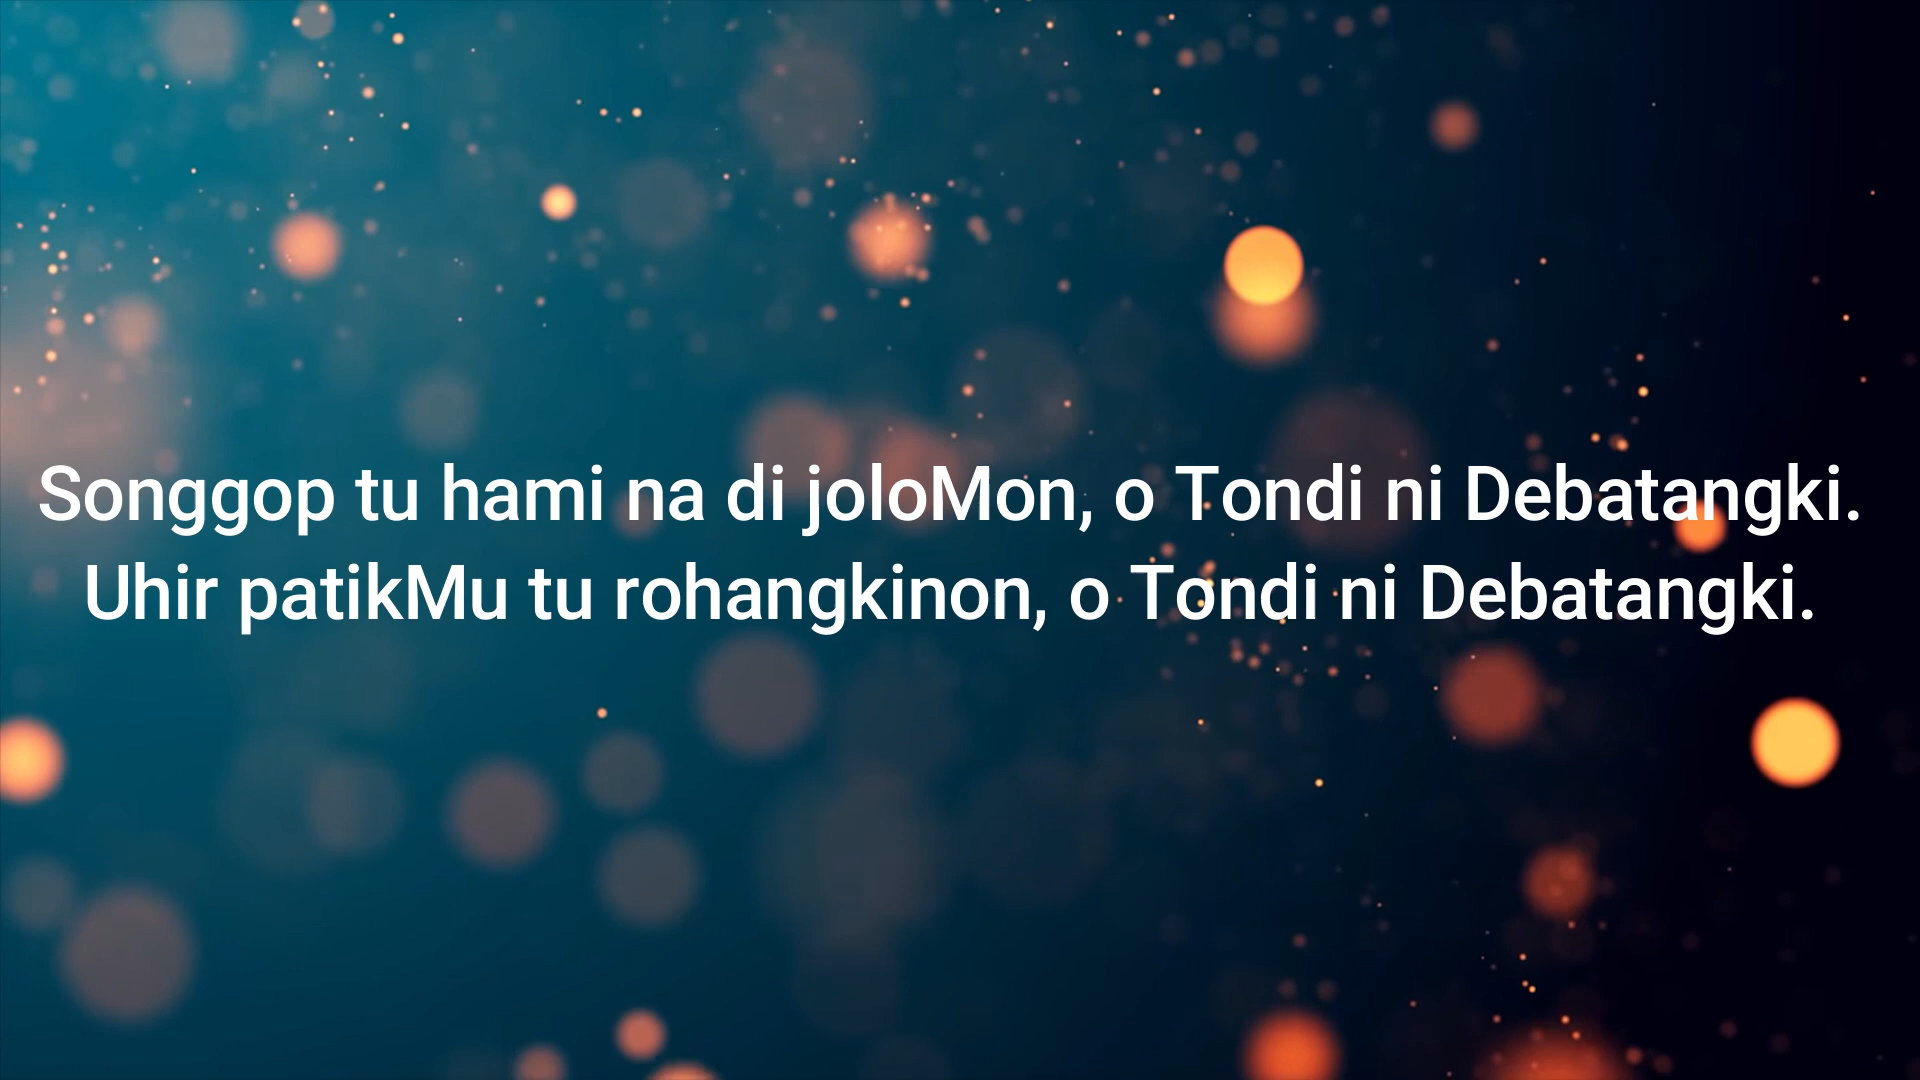 Songgop tu hami na di joloMon, o Tondi ni Debatangki.
Uhir patikMu tu rohangkinon, o Tondi ni Debatangki.